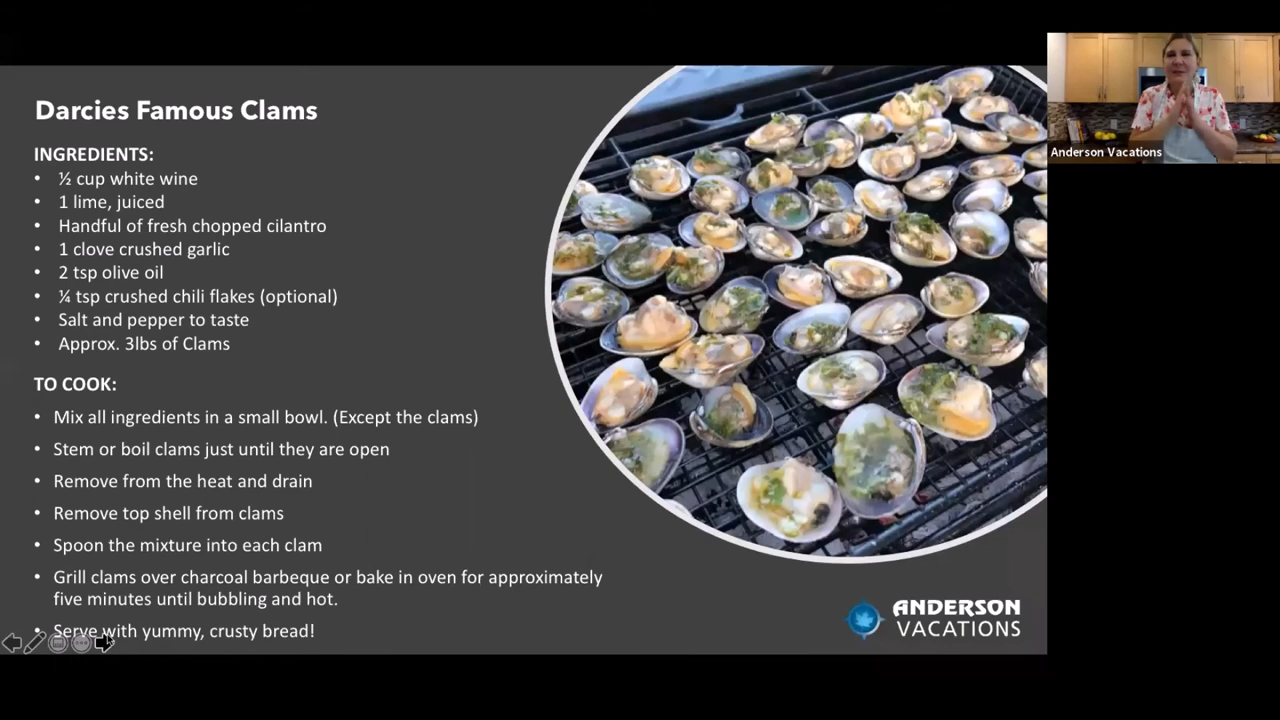 Darcies Famous Clams
INGREDIENTS:
• ½ cup white wine
• 1 lime, juiced
• Handful of fresh chopped cilantro
• 1 clove crushed garlic
• 2 tsp olive oil
• ¼ tsp crushed chili flakes (optional)
• Salt and pepper to taste
• Approx. 3lbs of Clams
TO COOK:
• Mix all ingredients in a small bowl. (Except the clams)
• Stem or boil clams just until they are open
• Remove from the heat and drain
• Remove top shell from clams
• Spoon the mixture into each clam
• Grill clams over charcoal barbeque or bake in oven for approximately
five minutes until bubbling and hot.
• Serve with yummy, crusty bread!
ANDERSON
VACATIONS
Anderson Vacations